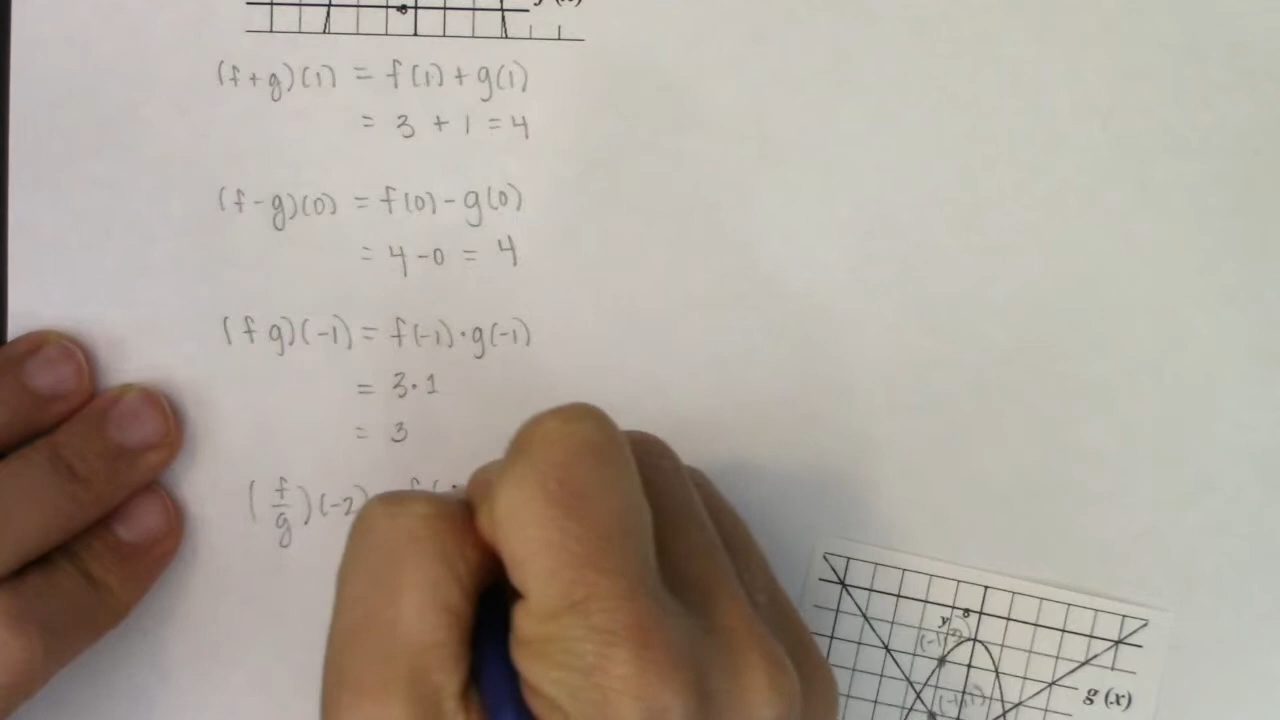 (f+g)(1) = f(1) + g(1)
= 3 + 1 = 4
(f-g)(0) = f(0) - g(0)
= 4 - 0 = 4
(fg)(-1) = f(-1)·g(-1)
= 3·1
= 3
(f/g)(-2) f(
y 8
g (x)